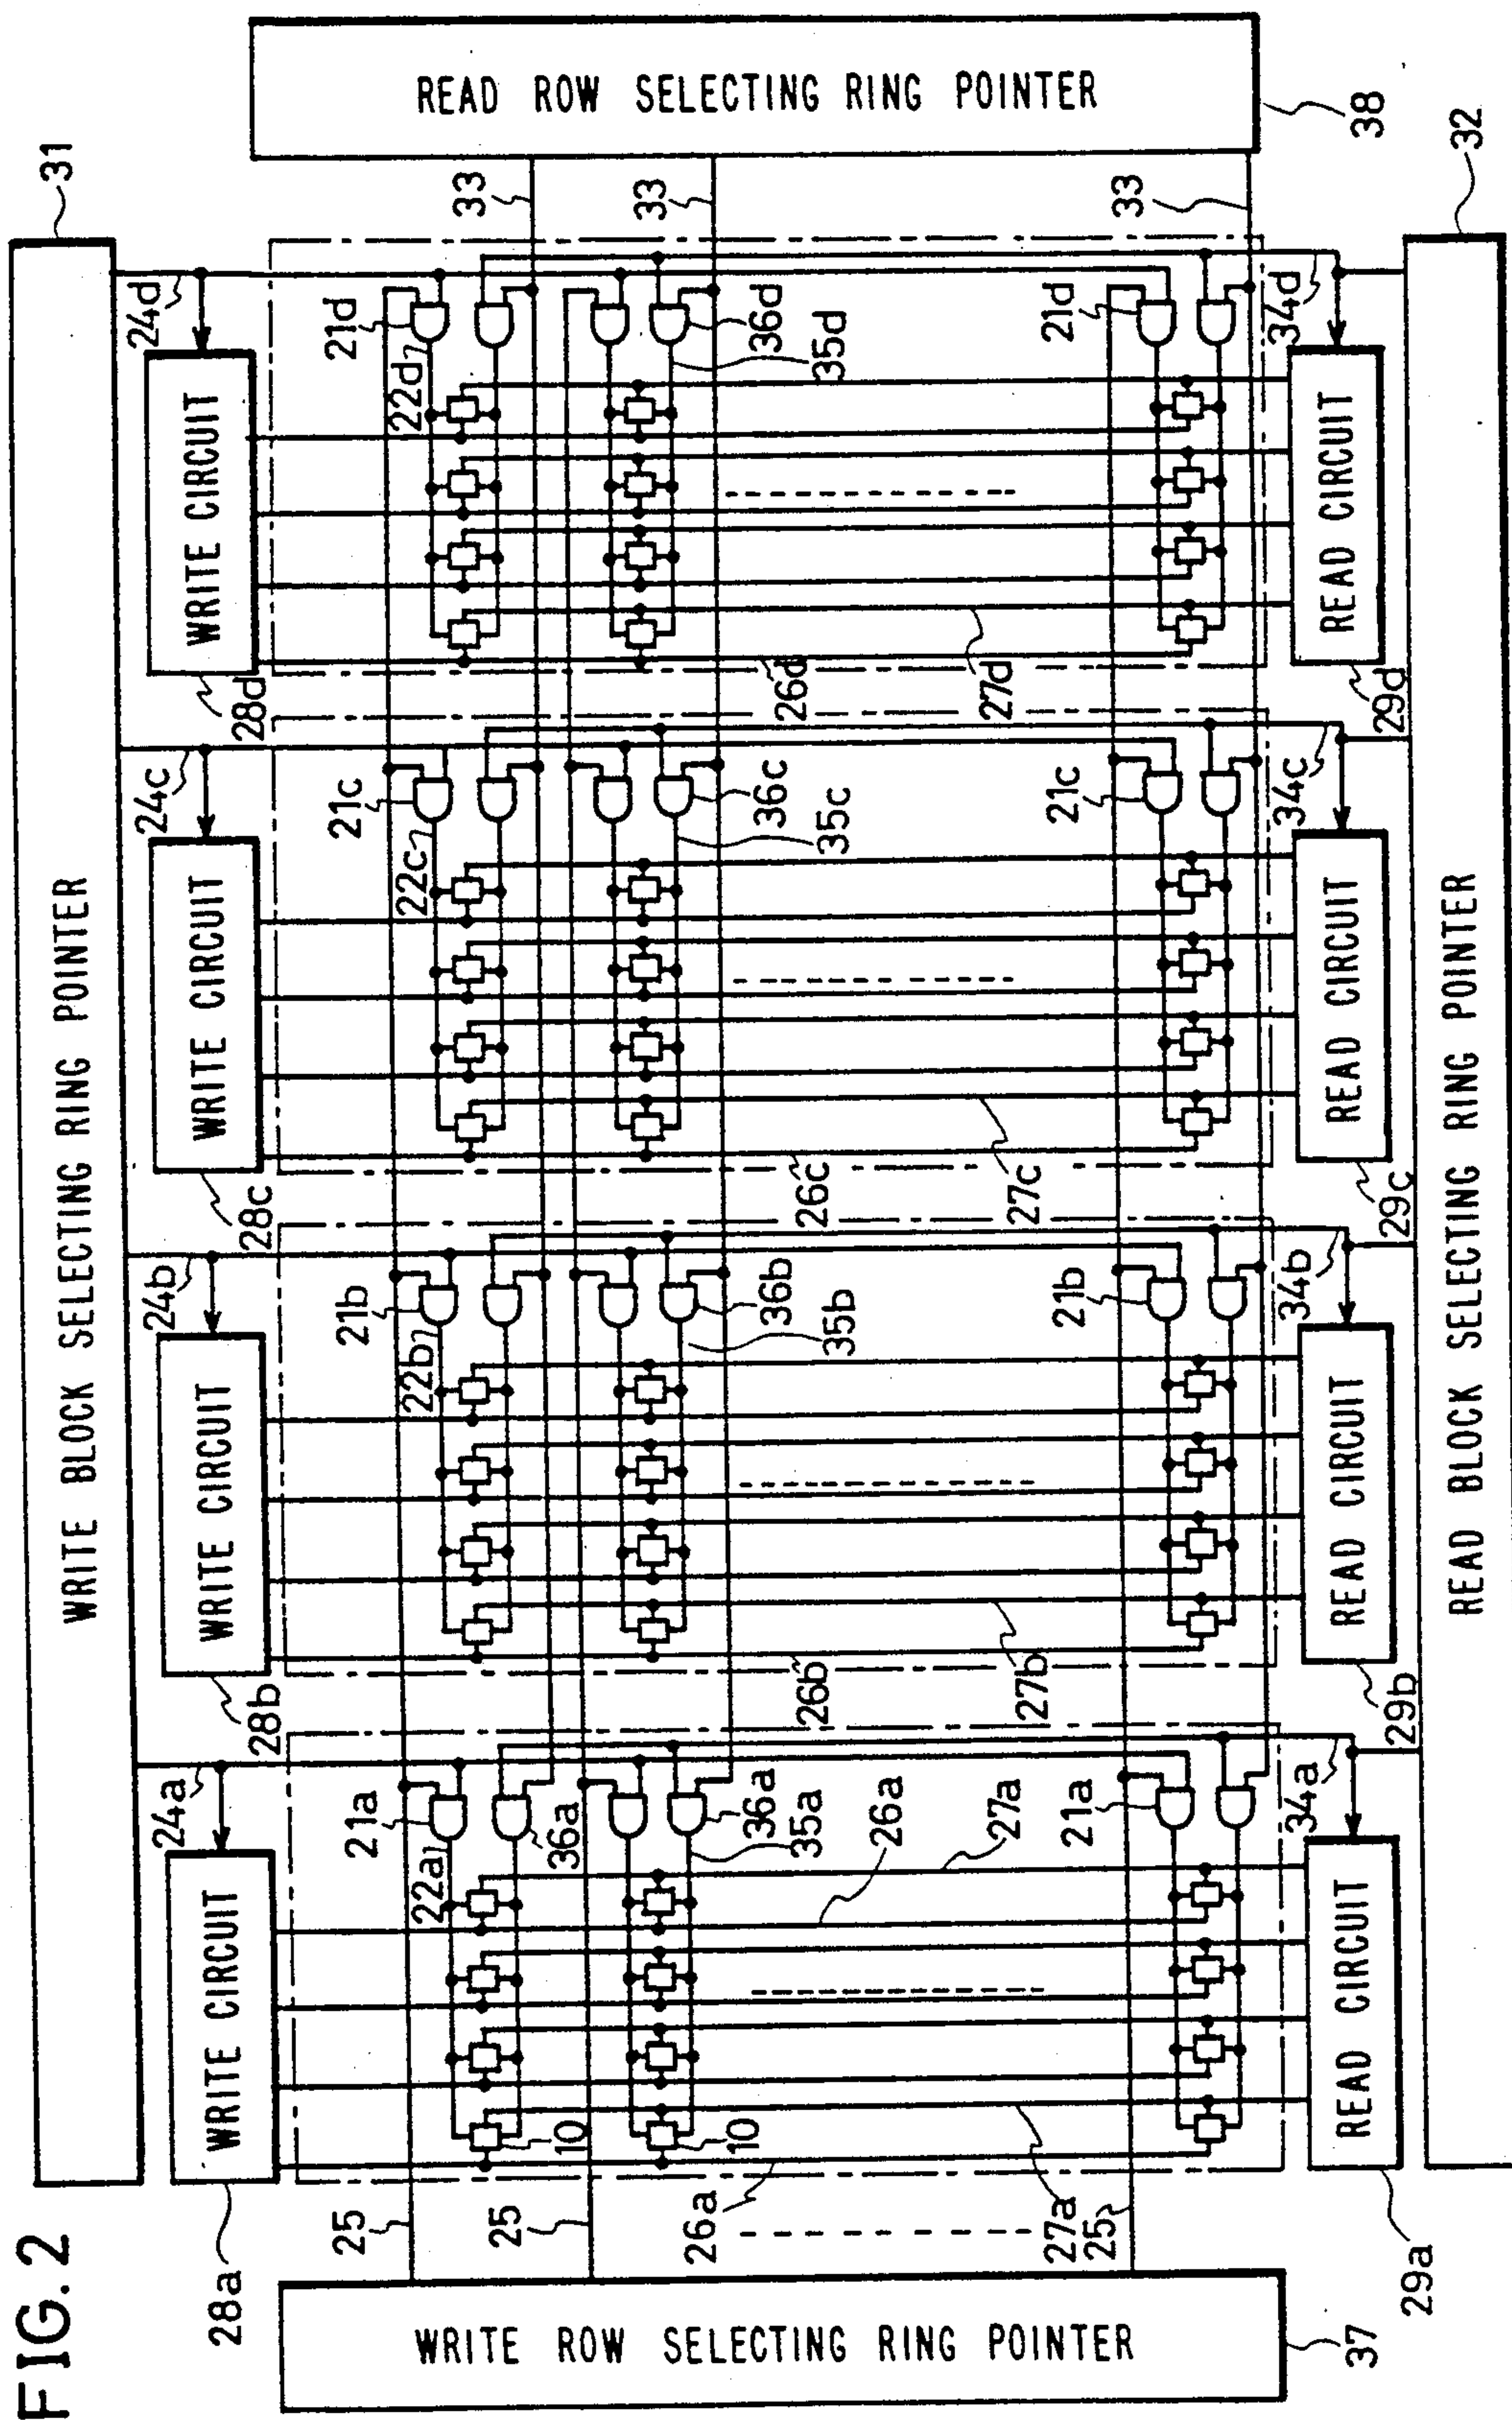 FIG. 2
31
WRITE BLOCK SELECTING RING POINTER
24a
24b
24c
24d
28a
WRITE CIRCUIT
28b
WRITE CIRCUIT
28c
WRITE CIRCUIT
28d
WRITE CIRCUIT
25
21a
21b
21c
21d
22a
22b
22c
22d
33
WRITE ROW SELECTING RING POINTER
READ ROW SELECTING RING POINTER
25
10
36a
33
26a
10
36a
36b
36c
36d
35a
26b
35b
26c
35c
26d
35d
26a
27a
27b
27c
27d
27a
25
21a
21b
21c
21d
33
34a
34b
34c
34d
37
READ CIRCUIT
READ CIRCUIT
READ CIRCUIT
READ CIRCUIT
38
29a
29b
29c
29d
READ BLOCK SELECTING RING POINTER
32